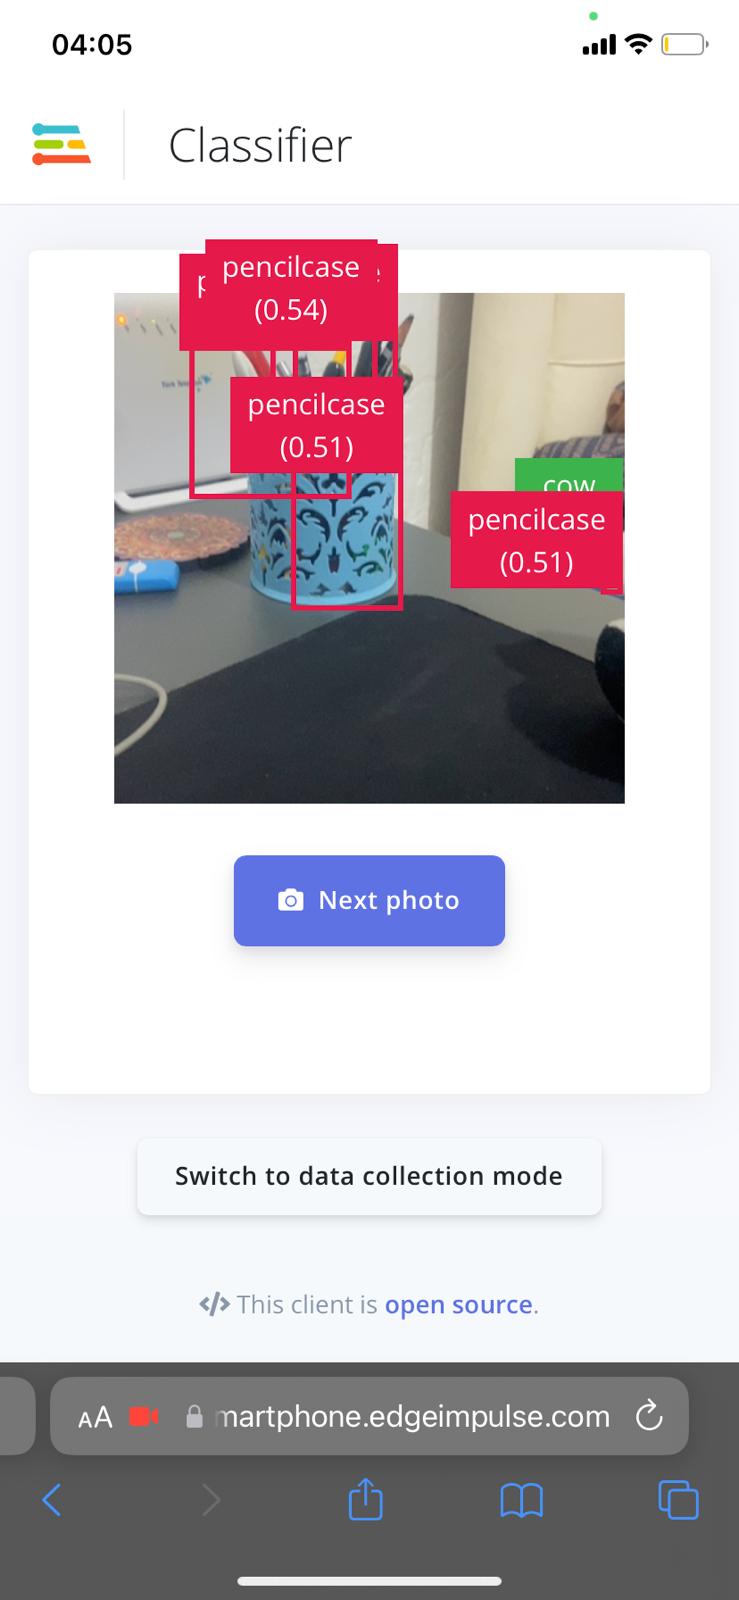 04:05
Classifier
pencilcase
(0.54)
pencilcase
(0.51)
cow
pencilcase
(0.51)
Next photo
Switch to data collection mode
This client is open source.
AA martphone.edgeimpulse.com